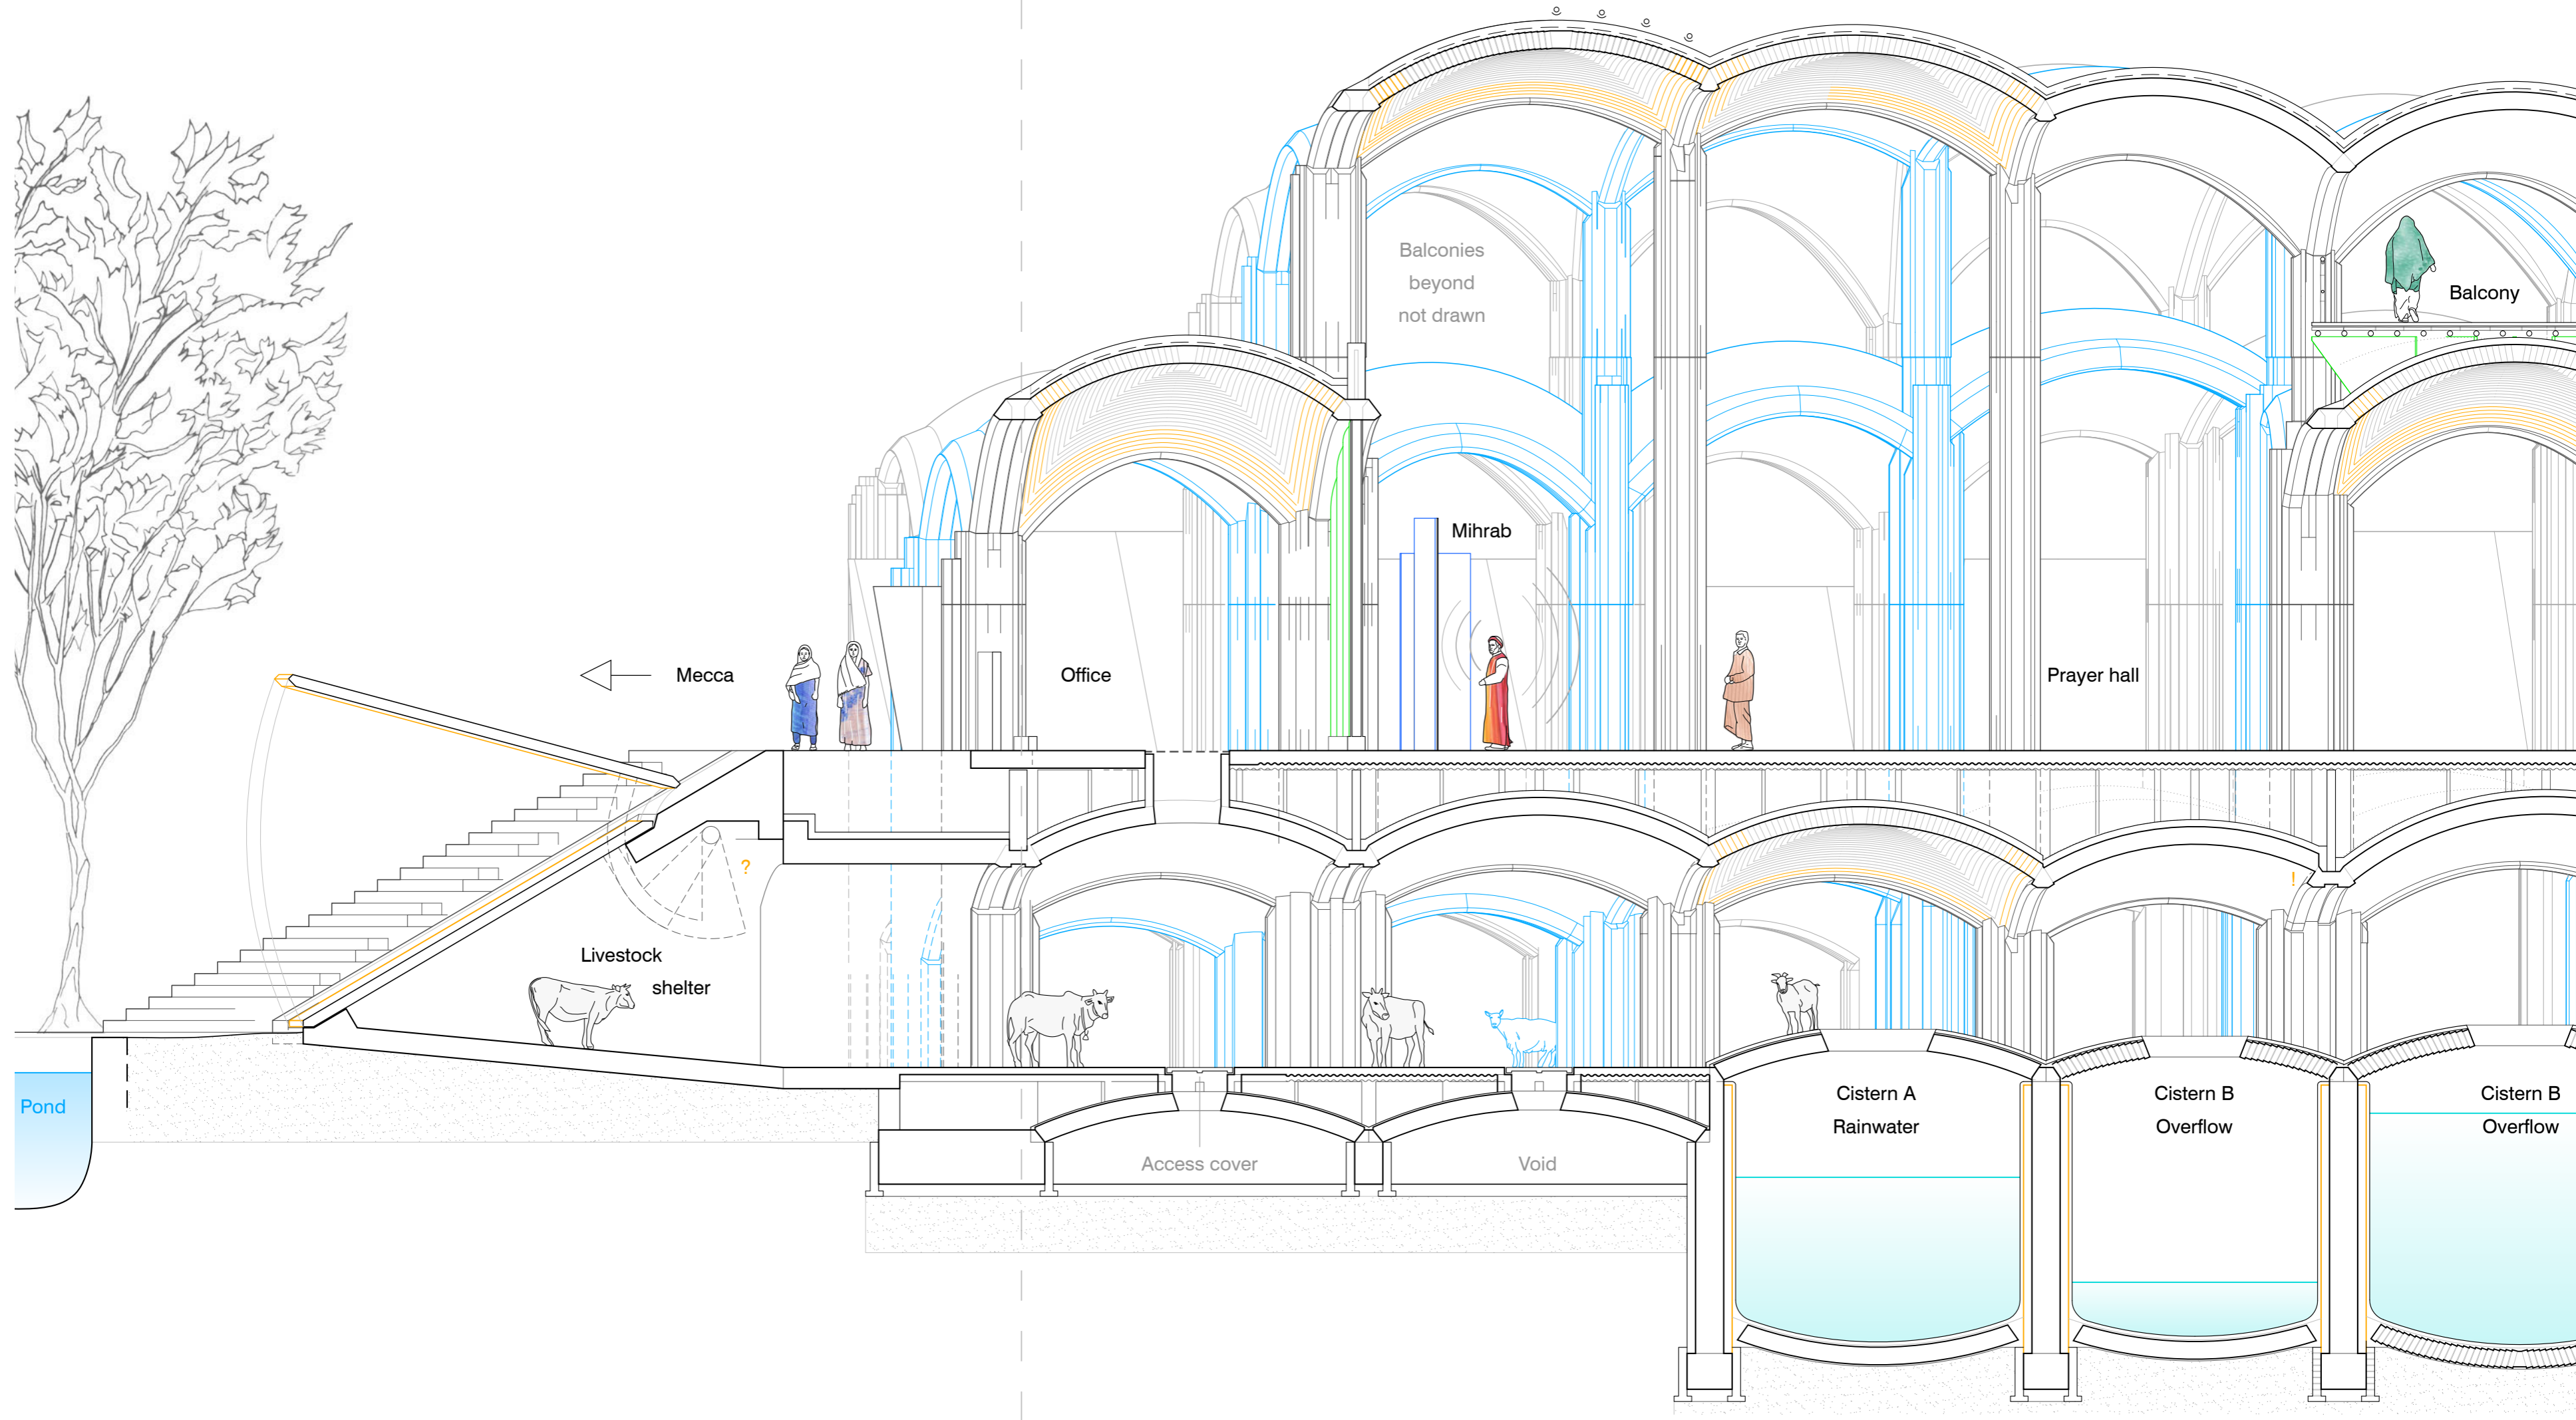 Balconies
beyond
not drawn
Balcony
Mihrab
Mecca
Office
Prayer hall
?
!
Livestock
shelter
Pond
Cistern A
Rainwater
Cistern B
Overflow
Cistern B
Overflow
Access cover
Void